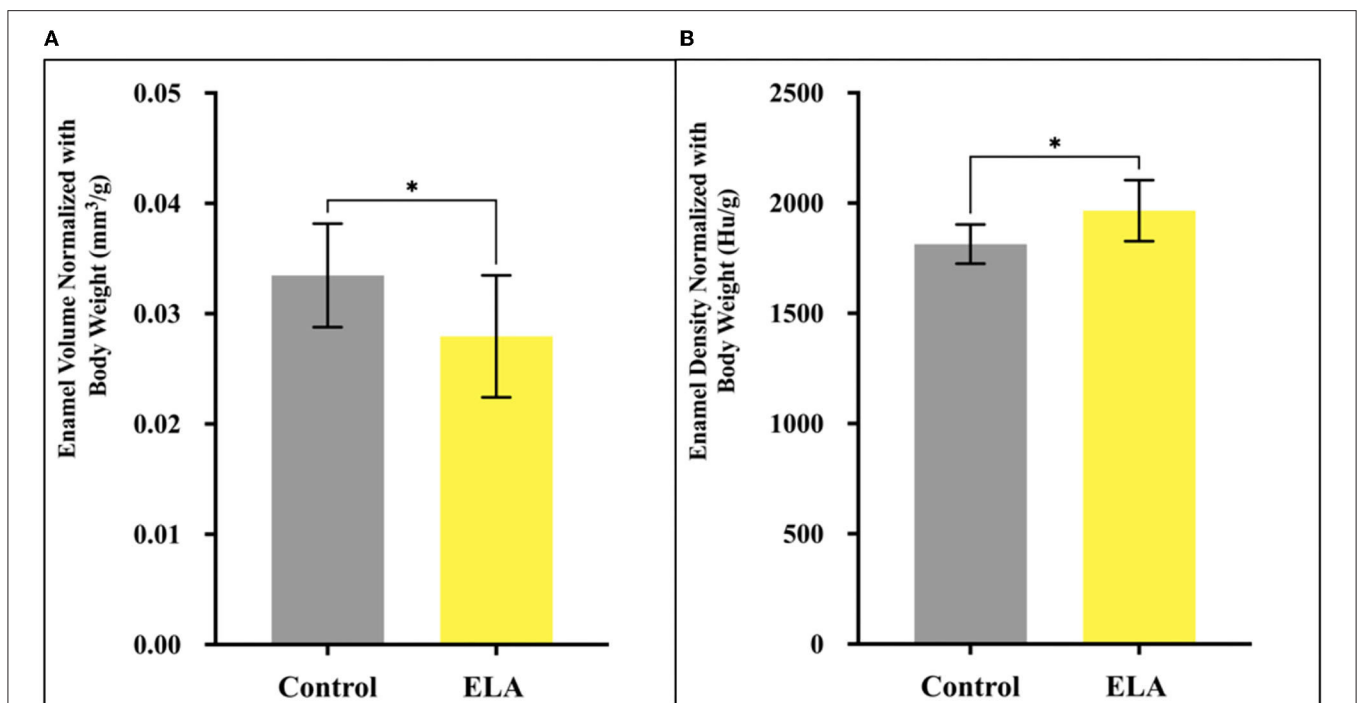 A
Enamel Volume Normalized with
Body Weight (mm³/g)
0.05
0.04
0.03
0.02
0.01
0.00
*
Control
ELA
B
Enamel Density Normalized with
Body Weight (Hu/g)
2500
2000
1500
1000
500
0
*
Control
ELA